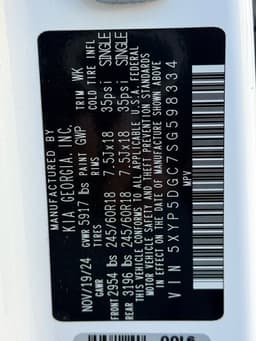 MANUFACTURED BY
KIA GEORGIA, INC.
NOV/19/24 GVWR 5917 lbs PAINT GWP TRIM WK
GAWR TIRES RIMS COLD TIRE INFL
FRONT 2954 lbs 245/60R18 7.5JX18 35psi SINGLE
REAR 3196 lbs 245/60R18 7.5JX18 35psi SINGLE
THIS VEHICLE CONFORMS TO ALL APPLICABLE U.S.A. FEDERAL
MOTOR VEHICLE SAFETY, BUMPER AND THEFT PREVENTION STANDARDS
IN EFFECT ON THE DATE OF MANUFACTURE SHOWN ABOVE.
VIN 5XYP5DGC7SG598334
MPV